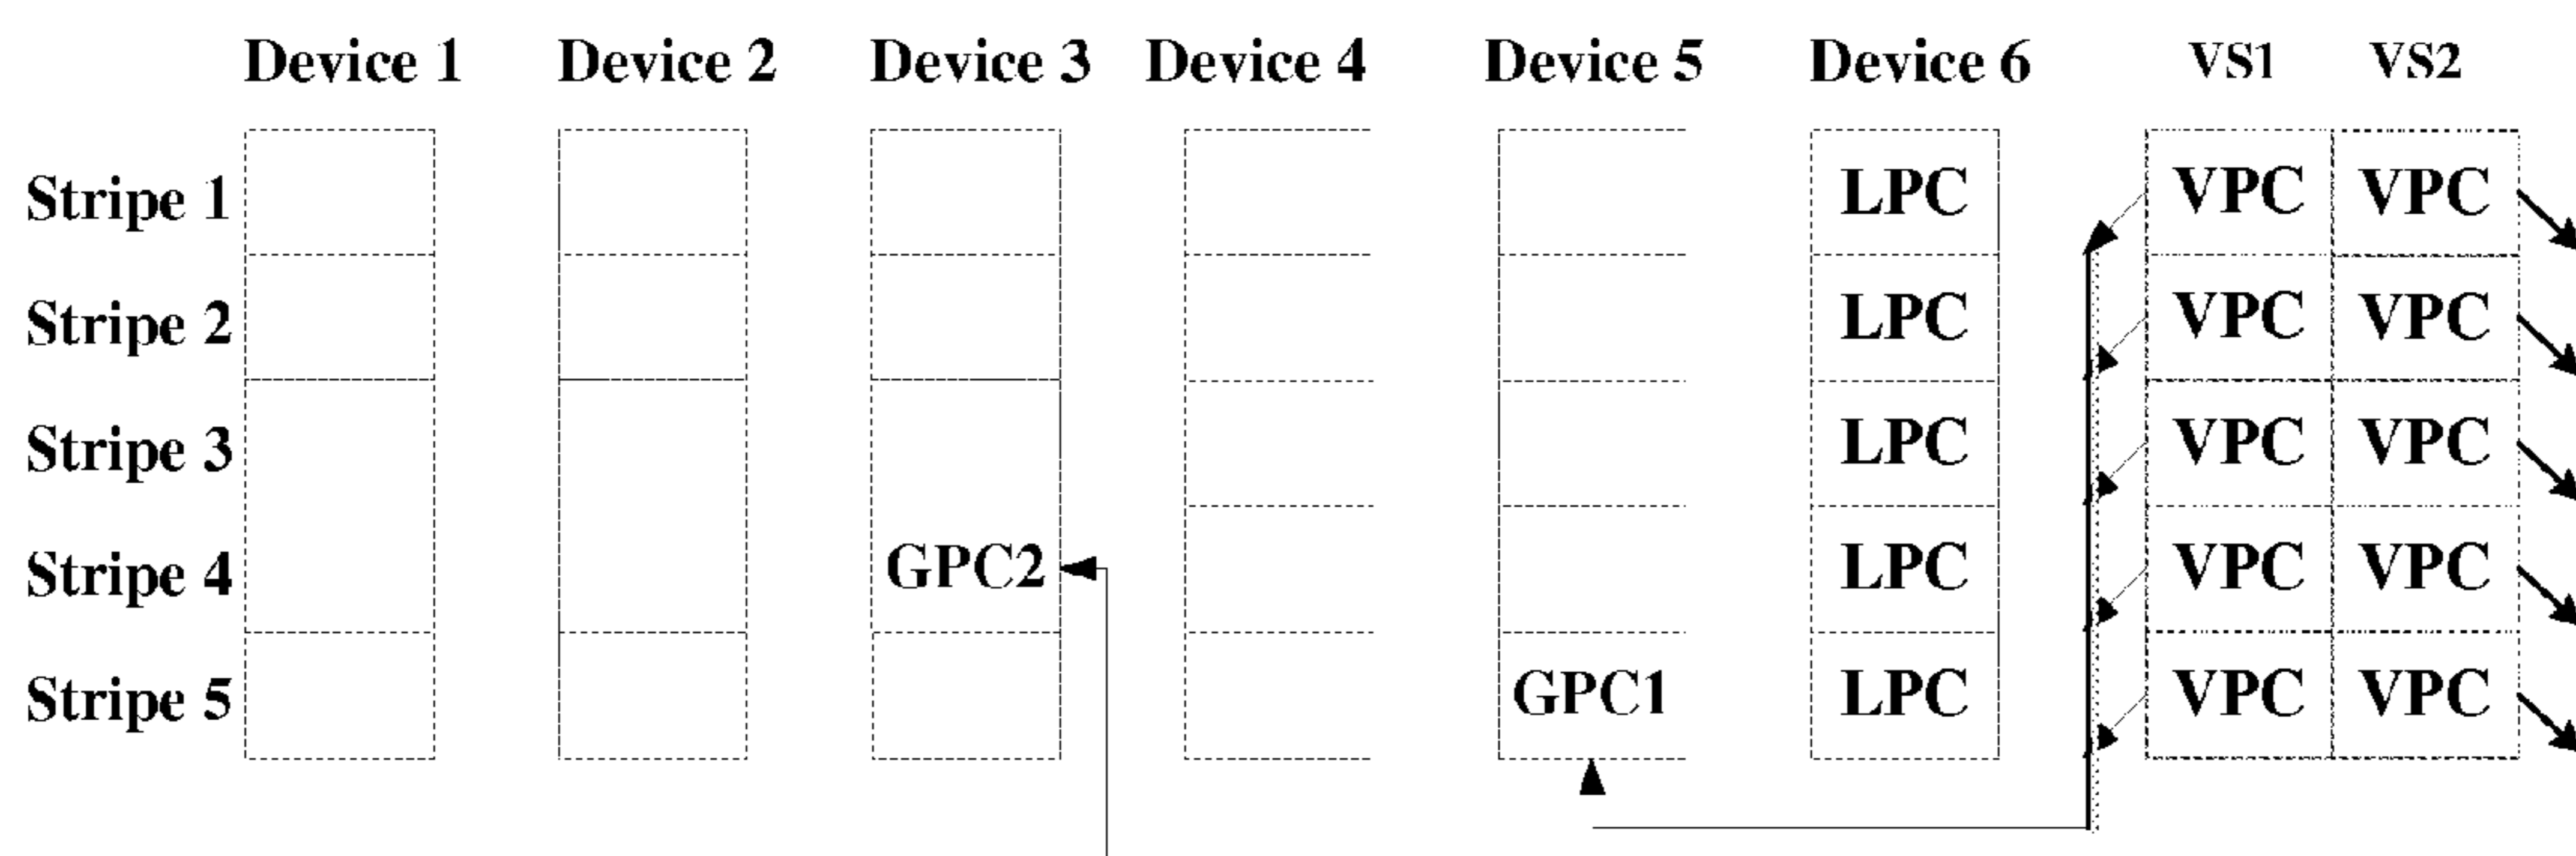 Device 1 Device 2 Device 3 Device 4 Device 5 Device 6 VS1 VS2
Stripe 1 LPC VPC VPC
Stripe 2 LPC VPC VPC
Stripe 3 LPC VPC VPC
Stripe 4 GPC2 LPC VPC VPC
Stripe 5 GPC1 LPC VPC VPC